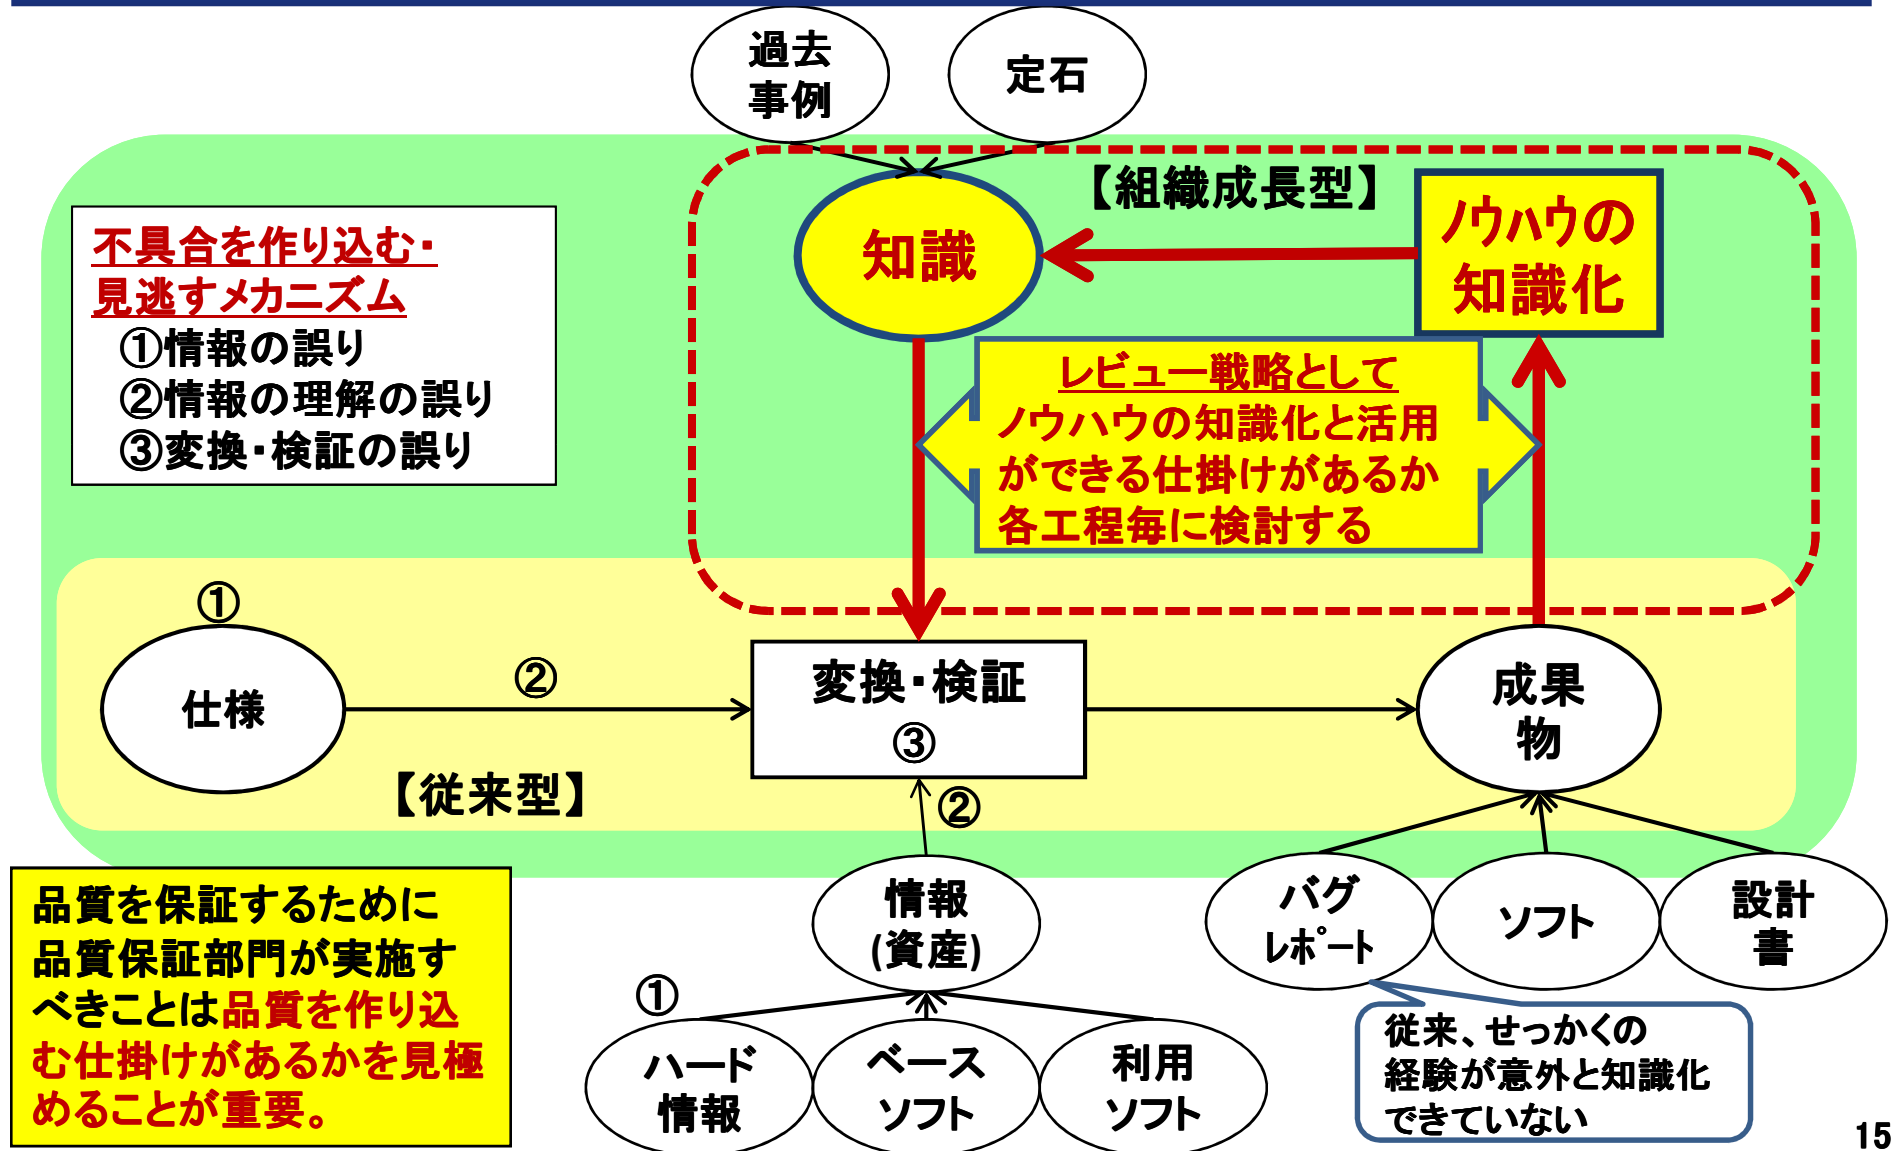 過去
事例
定石
【組織成長型】
知識
ノウハウの
知識化
不具合を作り込む・
見逃すメカニズム
①情報の誤り
②情報の理解の誤り
③変換・検証の誤り
レビュー戦略として
ノウハウの知識化と活用
ができる仕掛けがあるか
各工程毎に検討する
①
仕様
②
変換・検証
③
成果
物
【従来型】
②
情報
(資産)
①
ハード
情報
ベース
ソフト
利用
ソフト
バグ
レポート
ソフト
設計
書
従来、せっかくの
経験が意外と知識化
できていない
品質を保証するために
品質保証部門が実施す
べきことは品質を作り込
む仕掛けがあるかを見極
めることが重要。
15